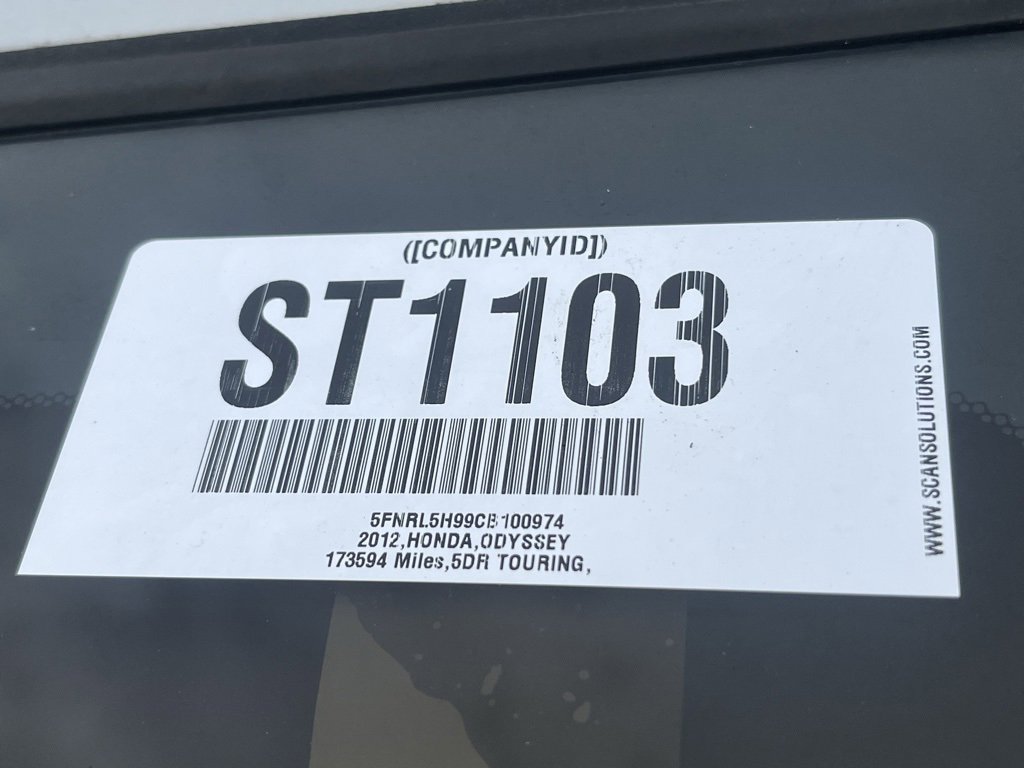 ([COMPANYID])
ST1103
5FNRL5H99CB100974
2012,HONDA,ODYSSEY
173594 Miles,5DR TOURING,
WWW.SCANSOLUTIONS.COM